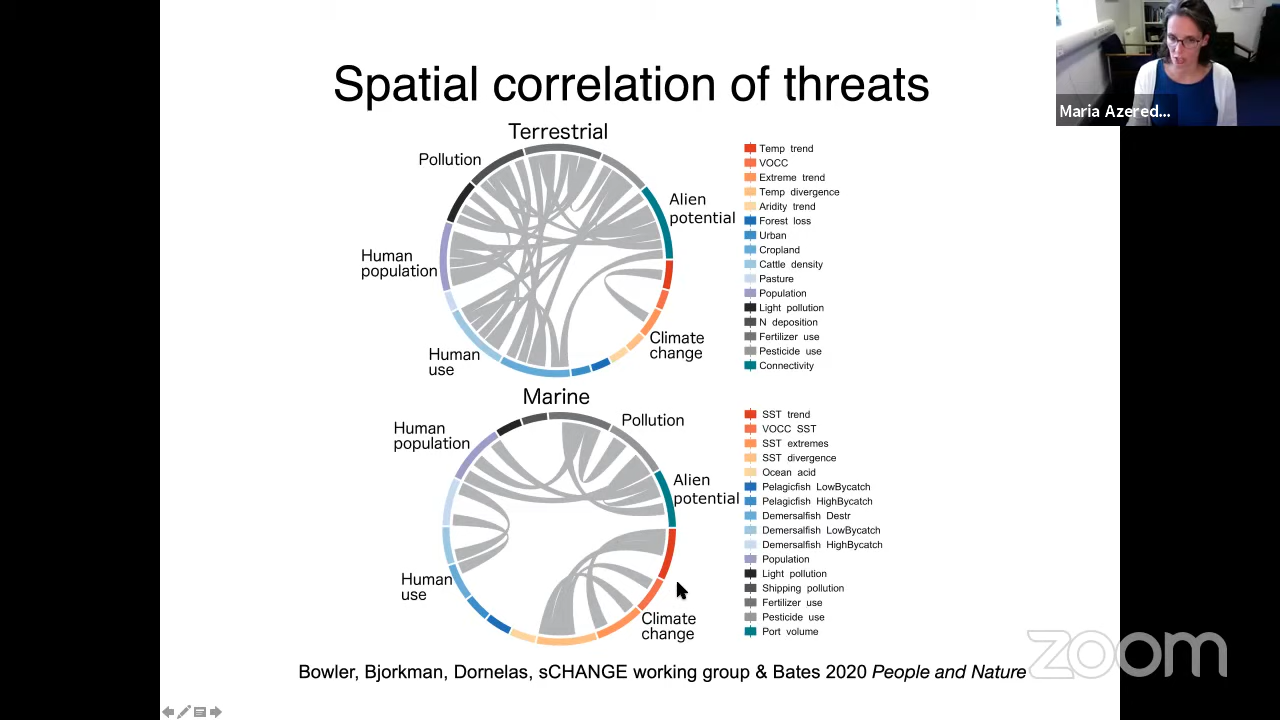 Spatial correlation of threats
Maria Azered...
Terrestrial
Pollution
Alien
potential
Human
population
Human
use
Climate
change
Temp trend
VOCC
Extreme trend
Temp divergence
Aridity trend
Forest loss
Urban
Cropland
Cattle density
Pasture
Population
Light pollution
N deposition
Fertilizer use
Pesticide use
Connectivity
Marine
Human
population
Pollution
Alien
potential
Human
use
Climate
change
SST trend
VOCC SST
SST extremes
SST divergence
Ocean acid
Pelagicfish LowBycatch
Pelagicfish HighBycatch
Demersalfish Destr
Demersalfish LowBycatch
Demersalfish HighBycatch
Population
Light pollution
Shipping pollution
Fertilizer use
Pesticide use
Port volume
zoom
Bowler, Bjorkman, Dornelas, sCHANGE working group & Bates 2020 People and Nature